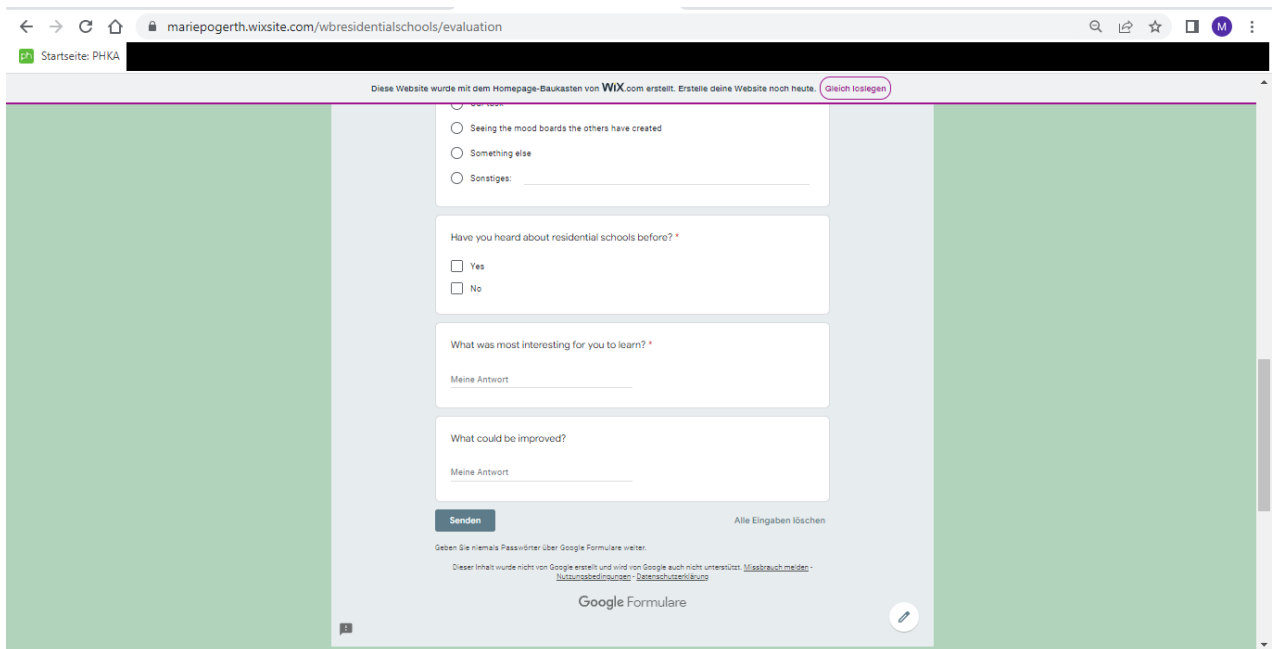 mariepogerth.wixsite.com/wbresidentialschools/evaluation
M
ph Startseite: PHKA
Diese Website wurde mit dem Homepage-Baukasten von WiX.com erstellt. Erstelle deine Website noch heute. Gleich loslegen
Seeing the mood boards the others have created
Something else
Sonstiges:
Have you heard about residential schools before? *
Yes
No
What was most interesting for you to learn? *
Meine Antwort
What could be improved?
Meine Antwort
Senden Alle Eingaben löschen
Geben Sie niemals Passwörter über Google Formulare weiter.
Dieser Inhalt wurde nicht von Google erstellt und wird von Google auch nicht unterstützt. Missbrauch melden -
Nutzungsbedingungen - Datenschutzerklärung
Google Formulare